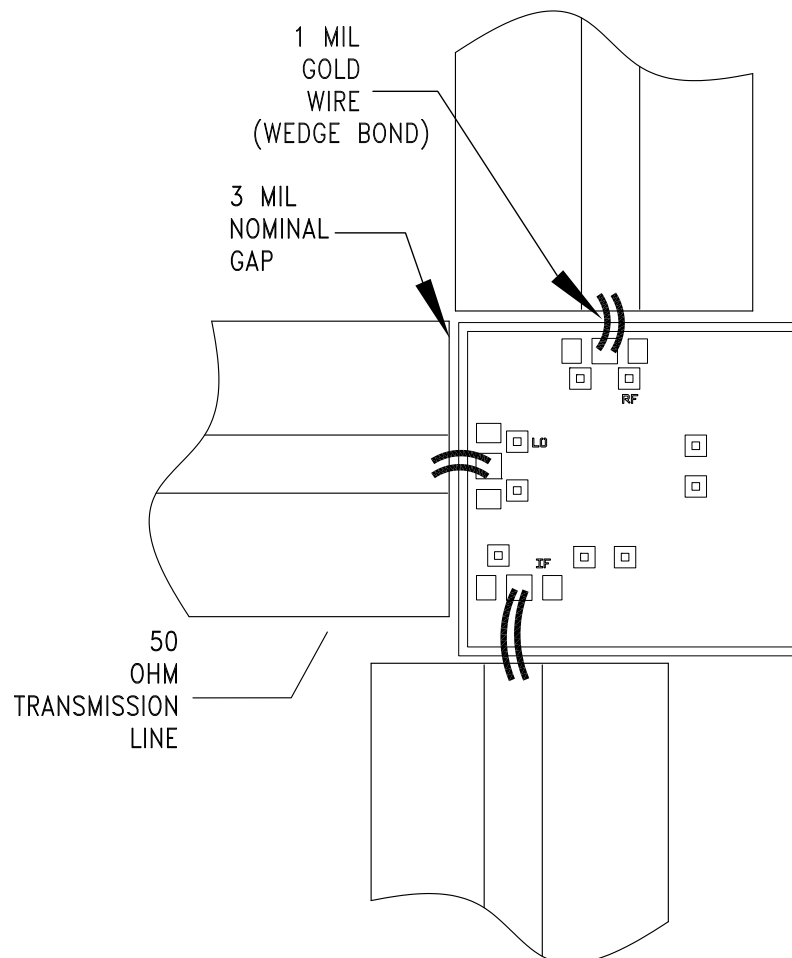 1 MIL
GOLD
WIRE
(WEDGE BOND)
3 MIL
NOMINAL
GAP
RF
LO
IF
50
OHM
TRANSMISSION
LINE